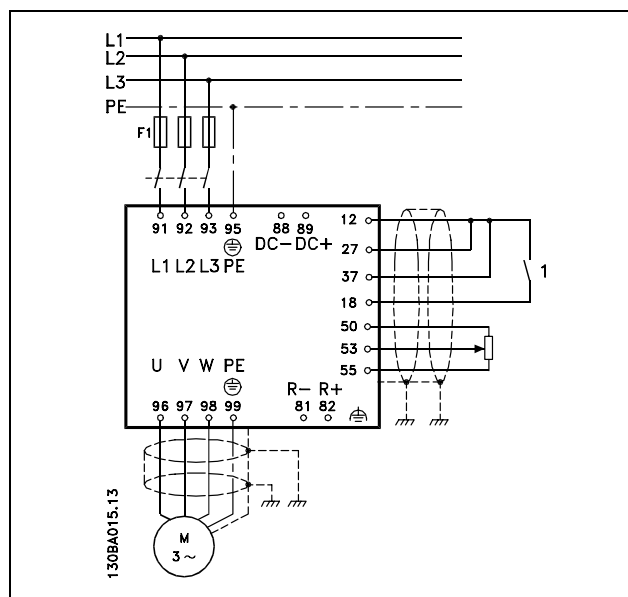 L1
L2
L3
PE
F1
91 92 93 95 88 89
DC- DC+
L1 L2 L3 PE
12
27
37
18
50
53
55
1
U V W PE
R- R+
96 97 98 99 81 82
M
3 ~
130BA015.13